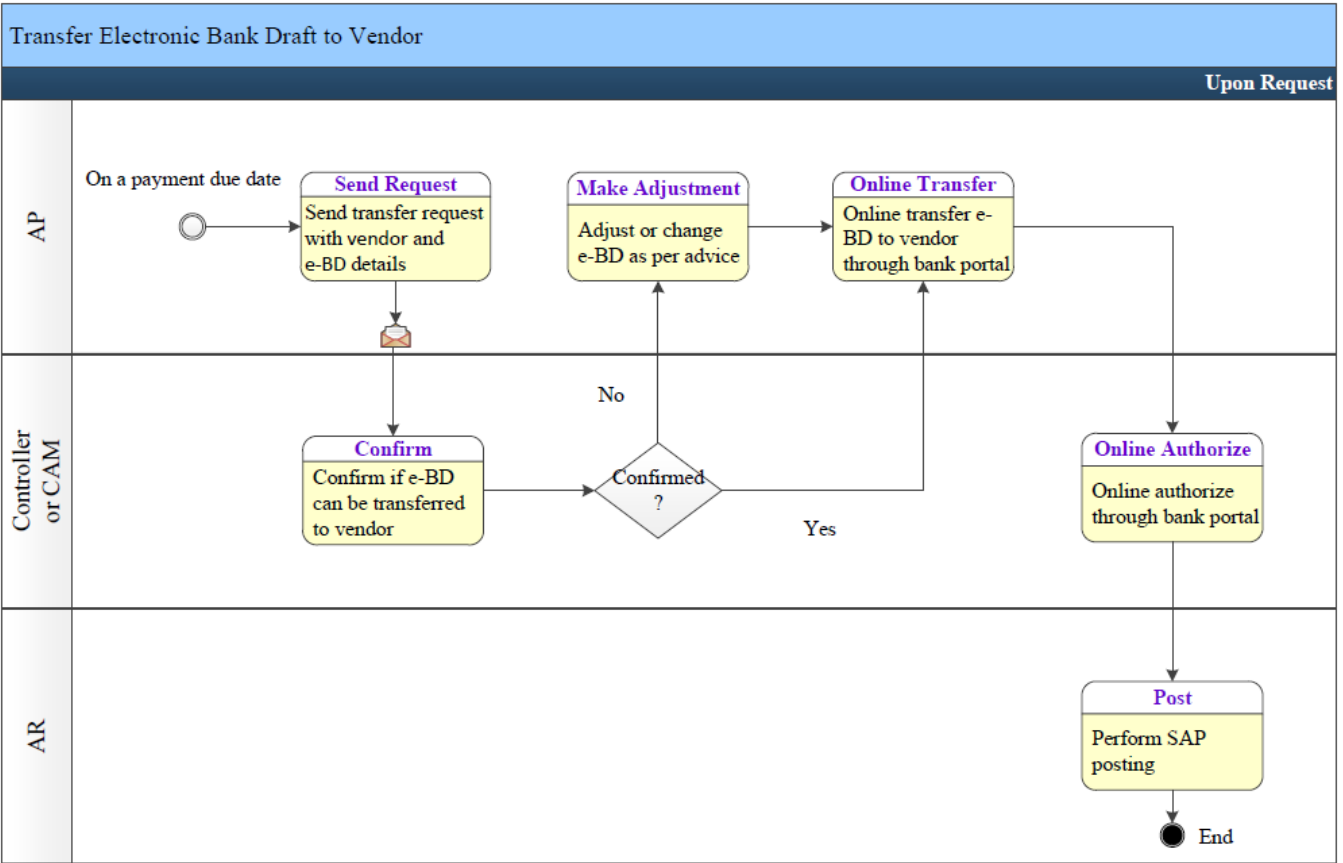 Transfer Electronic Bank Draft to Vendor
Upon Request
AP
On a payment due date
Send Request
Send transfer request
with vendor and
e-BD details
Make Adjustment
Adjust or change
e-BD as per advice
Online Transfer
Online transfer e-
BD to vendor
through bank portal
Controller
or CAM
No
Confirm
Confirm if e-BD
can be transferred
to vendor
Confirmed
?
Yes
Online Authorize
Online authorize
through bank portal
AR
Post
Perform SAP
posting
End